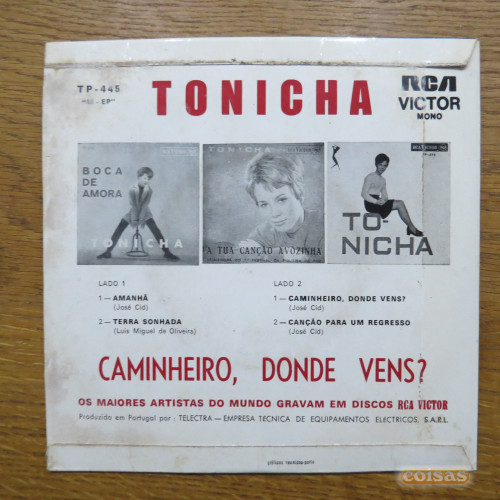 TP-445
TONICHA
RCA
VICTOR
MONO
BOCA
DE
AMORA
TONICHA
TONICHA
A TUA CANÇÃO AVOZINHA
TO-
NICHA
LADO 1
1—AMANHÃ
(José Cid)
2—TERRA SONHADA
(Luis Miguel de Oliveira)
LADO 2
1—CAMINHEIRO, DONDE VENS?
(José Cid)
2—CANÇÃO PARA UM REGRESSO
(José Cid)
CAMINHEIRO, DONDE VENS?
OS MAIORES ARTISTAS DO MUNDO GRAVAM EM DISCOS RCA VICTOR
Produzido em Portugal por: TELECTRA—EMPRESA TÉCNICA DE EQUIPAMENTOS ELÉCTRICOS, S.A.R.L
coisas